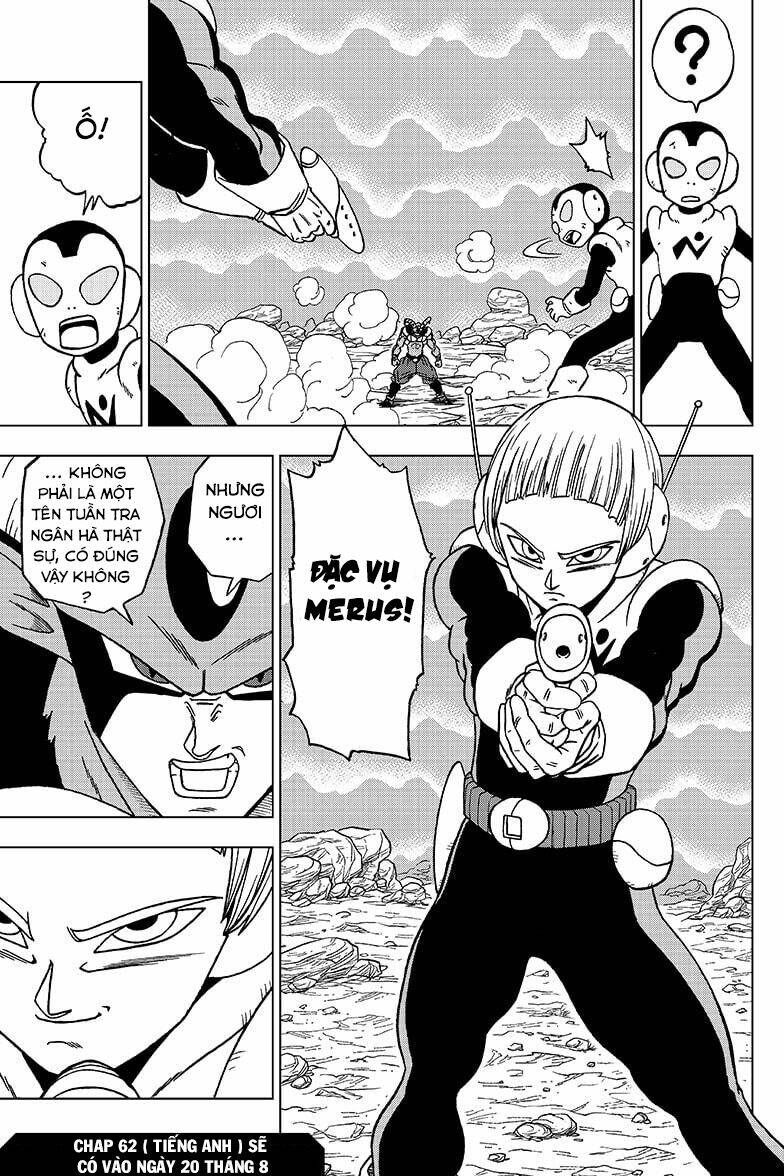 ?
Ố!
ĐẶC VỤ
MERUS!
NHƯNG
NGƯƠI
...
... KHÔNG
PHẢI LÀ MỘT
TÊN TUẦN TRA
NGÂN HÀ THẬT
SỰ, CÓ ĐÚNG
VẬY KHÔNG
?
CHAP 62 ( TIẾNG ANH ) SẼ
CÓ VÀO NGÀY 20 THÁNG 8